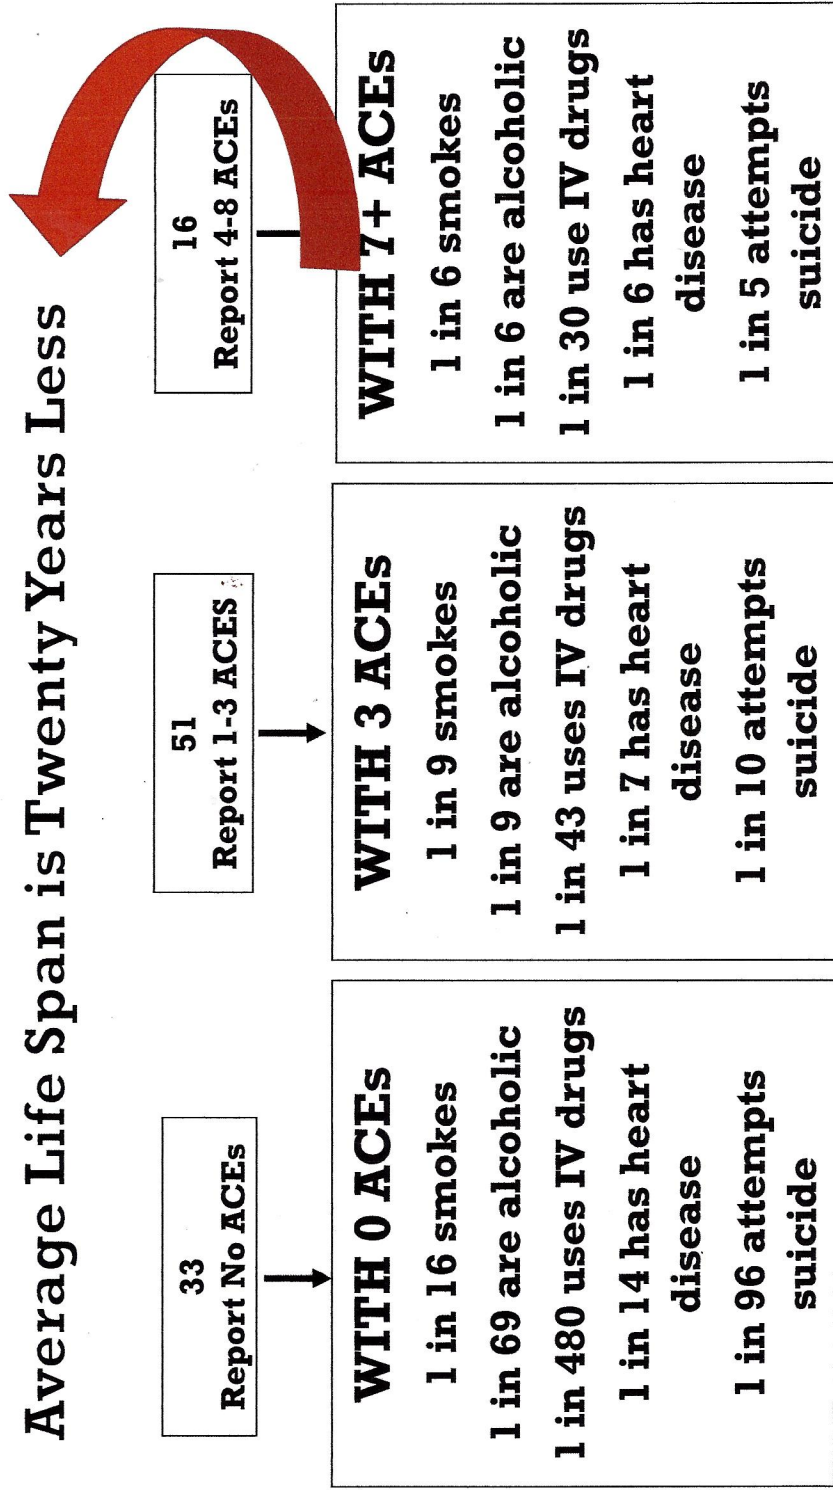 Average Life Span is Twenty Years Less
33
Report No ACEs
51
Report 1-3 ACES
16
Report 4-8 ACEs
WITH 0 ACEs
1 in 16 smokes
1 in 69 are alcoholic
1 in 480 uses IV drugs
1 in 14 has heart
disease
1 in 96 attempts
suicide
WITH 3 ACEs
1 in 9 smokes
1 in 9 are alcoholic
1 in 43 uses IV drugs
1 in 7 has heart
disease
1 in 10 attempts
suicide
WITH 7+ ACEs
1 in 6 smokes
1 in 6 are alcoholic
1 in 30 use IV drugs
1 in 6 has heart
disease
1 in 5 attempts
suicide